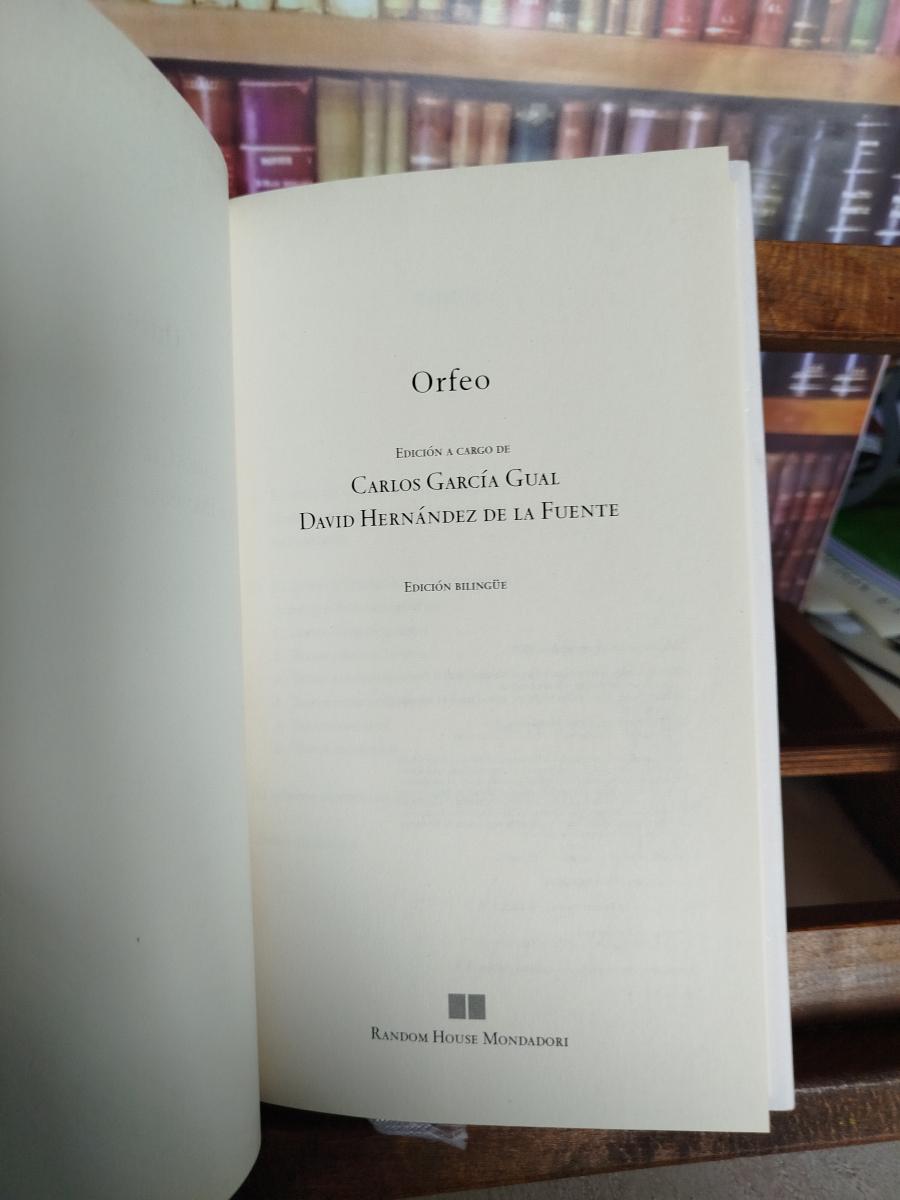 Orfeo
Edición a cargo de
Carlos García Gual
David Hernández de la Fuente
Edición bilingüe
Random House Mondadori